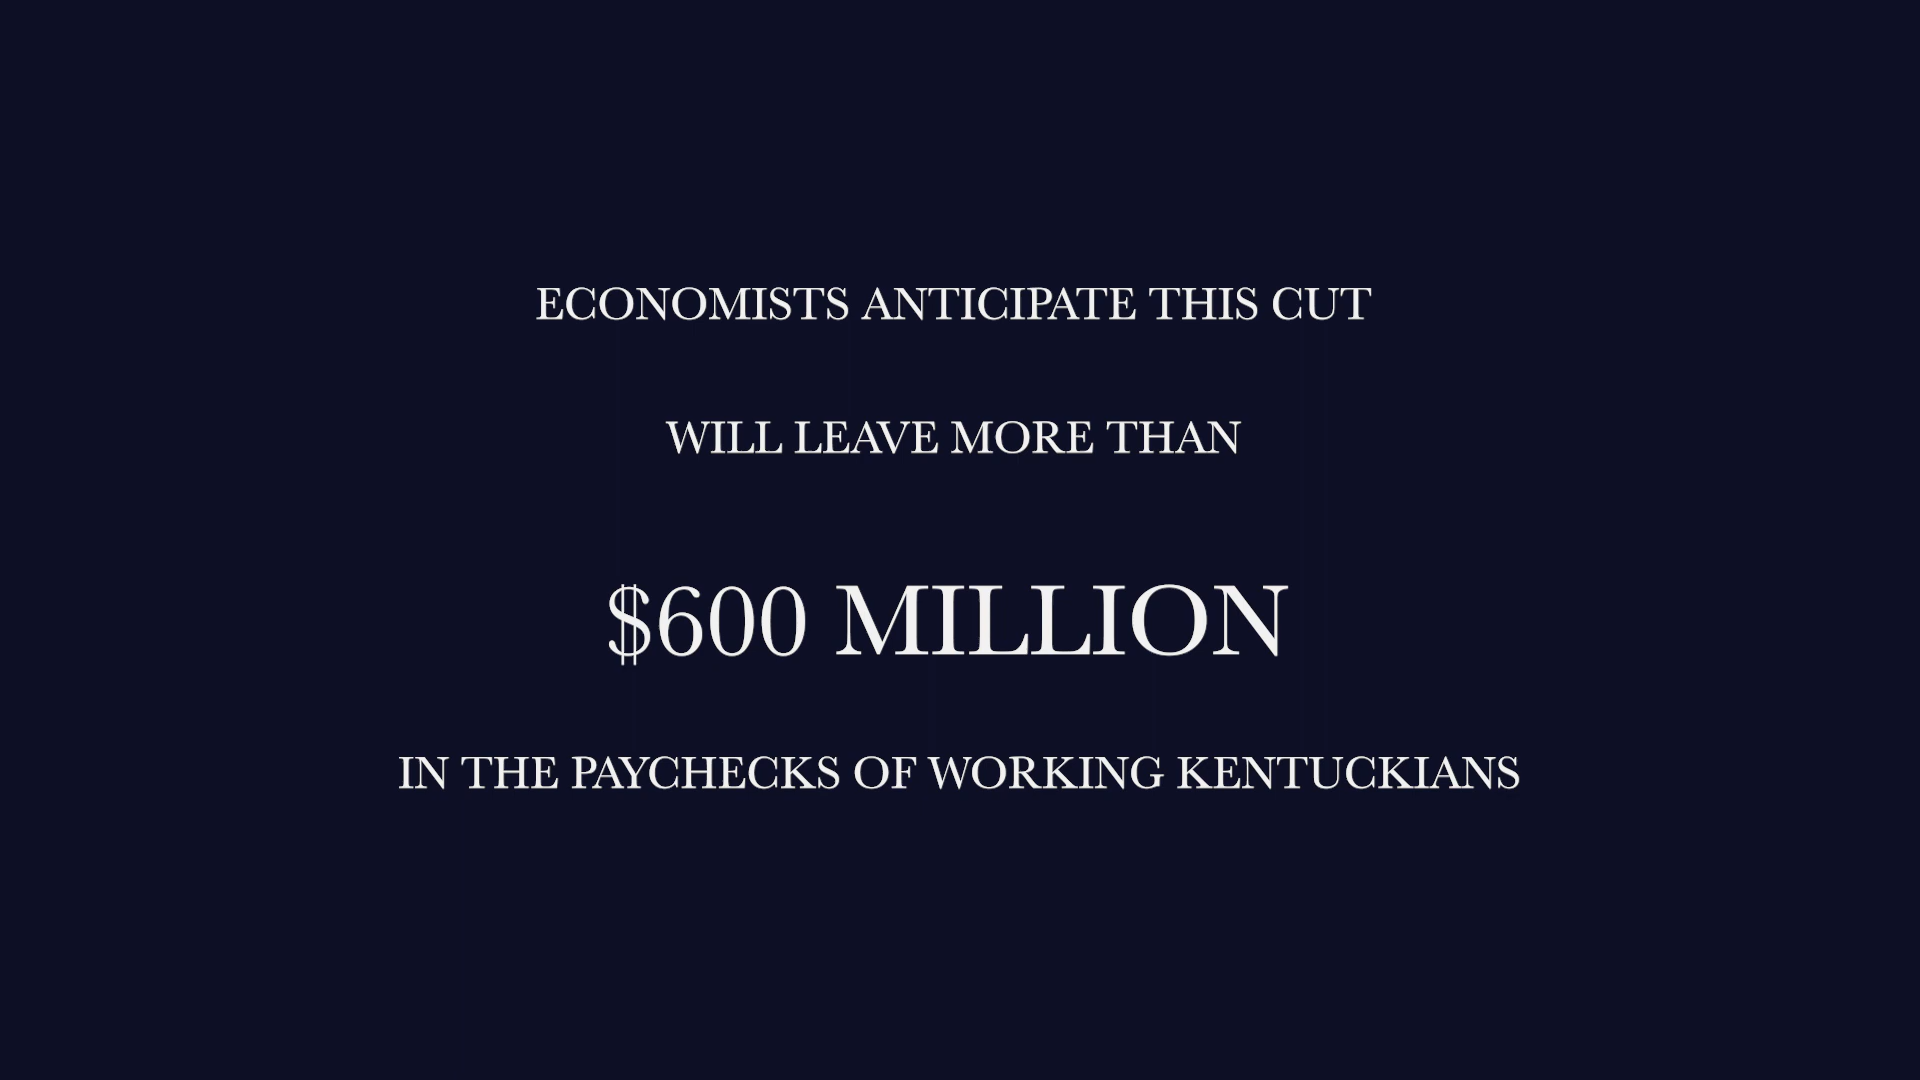 ECONOMISTS ANTICIPATE THIS CUT
WILL LEAVE MORE THAN
$600 MILLION
IN THE PAYCHECKS OF WORKING KENTUCKIANS